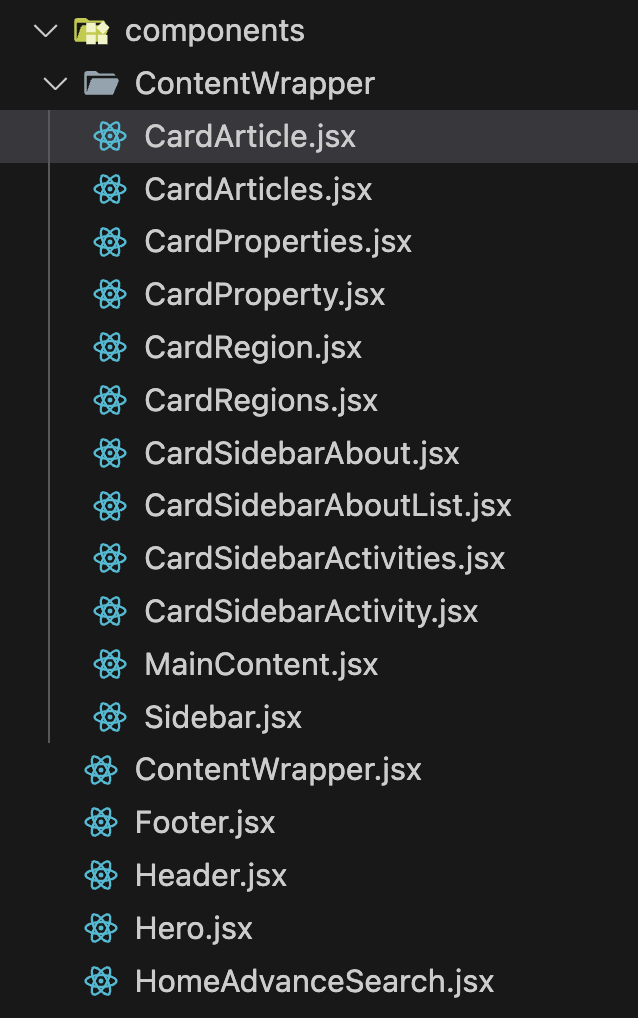 components
ContentWrapper
CardArticle.jsx
CardArticles.jsx
CardProperties.jsx
CardProperty.jsx
CardRegion.jsx
CardRegions.jsx
CardSidebarAbout.jsx
CardSidebarAboutList.jsx
CardSidebarActivities.jsx
CardSidebarActivity.jsx
MainContent.jsx
Sidebar.jsx
ContentWrapper.jsx
Footer.jsx
Header.jsx
Hero.jsx
HomeAdvanceSearch.jsx